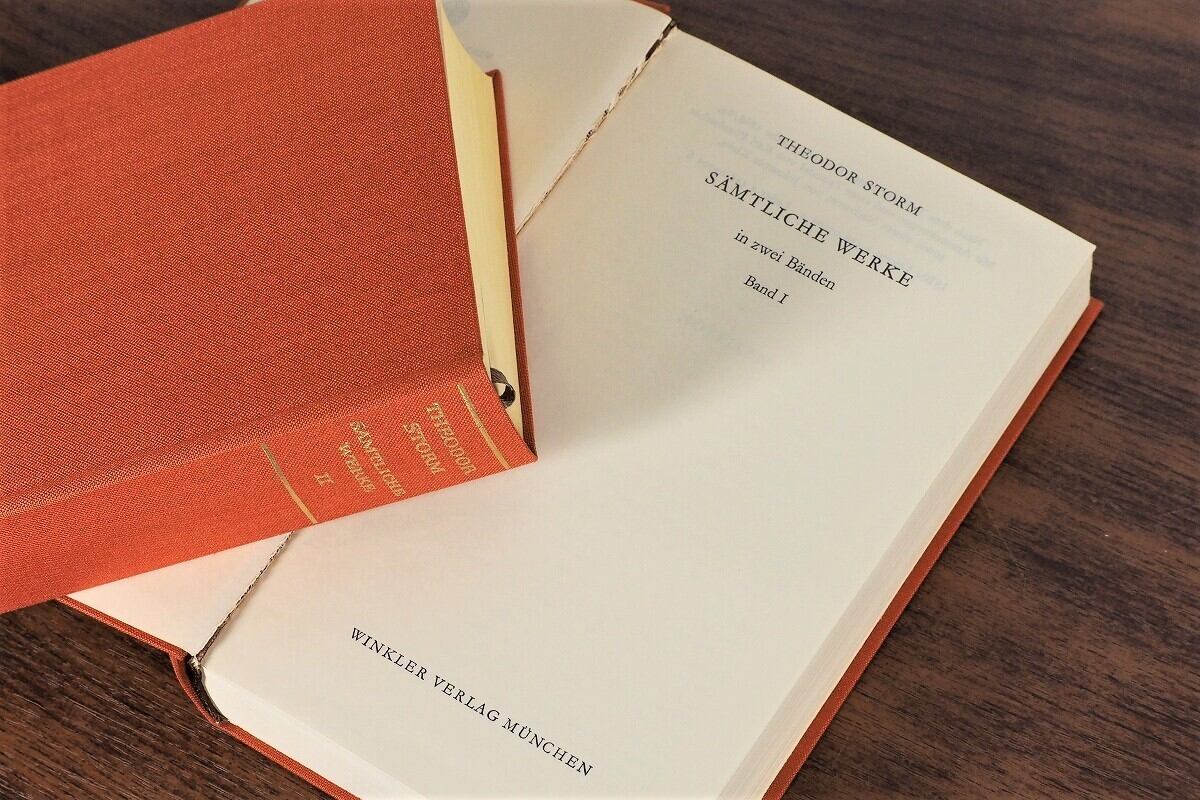 THEODOR STORM
SÄMTLICHE WERKE
in zwei Bänden
Band I
WINKLER VERLAG MÜNCHEN
THEODOR
STORM
SÄMTLICHE
WERKE
II